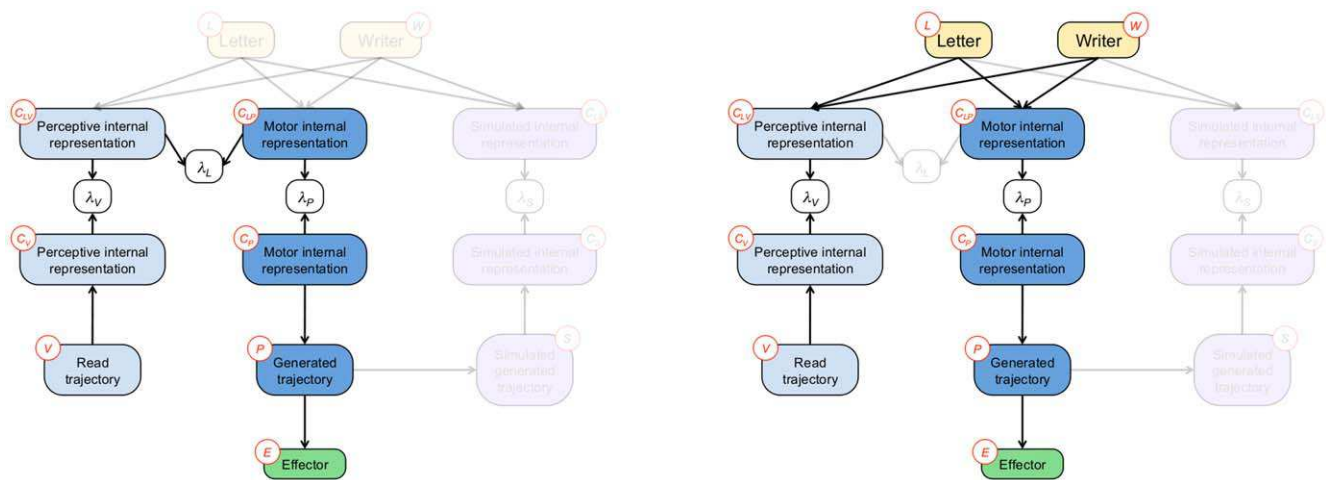 L
Letter
Writer
W
C_LV
Perceptive internal
representation
C_LP
Motor internal
representation
Simulated internal
representation
C_LS
λ_L
λ_V
λ_P
λ_S
C_V
Perceptive internal
representation
C_P
Motor internal
representation
Simulated internal
representation
C_S
V
Read
trajectory
P
Generated
trajectory
S
Simulated
generated
trajectory
E
Effector
L
Letter
Writer
W
C_LV
Perceptive internal
representation
C_LP
Motor internal
representation
Simulated internal
representation
C_LS
λ_L
λ_V
λ_P
λ_S
C_V
Perceptive internal
representation
C_P
Motor internal
representation
Simulated internal
representation
C_S
V
Read
trajectory
P
Generated
trajectory
S
Simulated
generated
trajectory
E
Effector